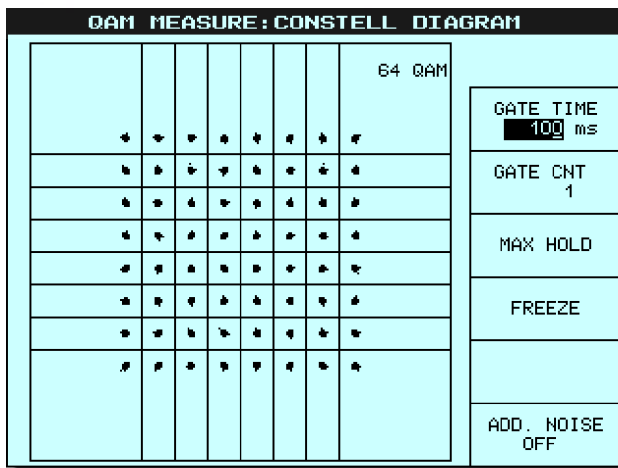 QAM MEASURE:CONSTELL DIAGRAM
64 QAM
GATE TIME
100 ms
GATE CNT
1
MAX HOLD
FREEZE
ADD. NOISE
OFF